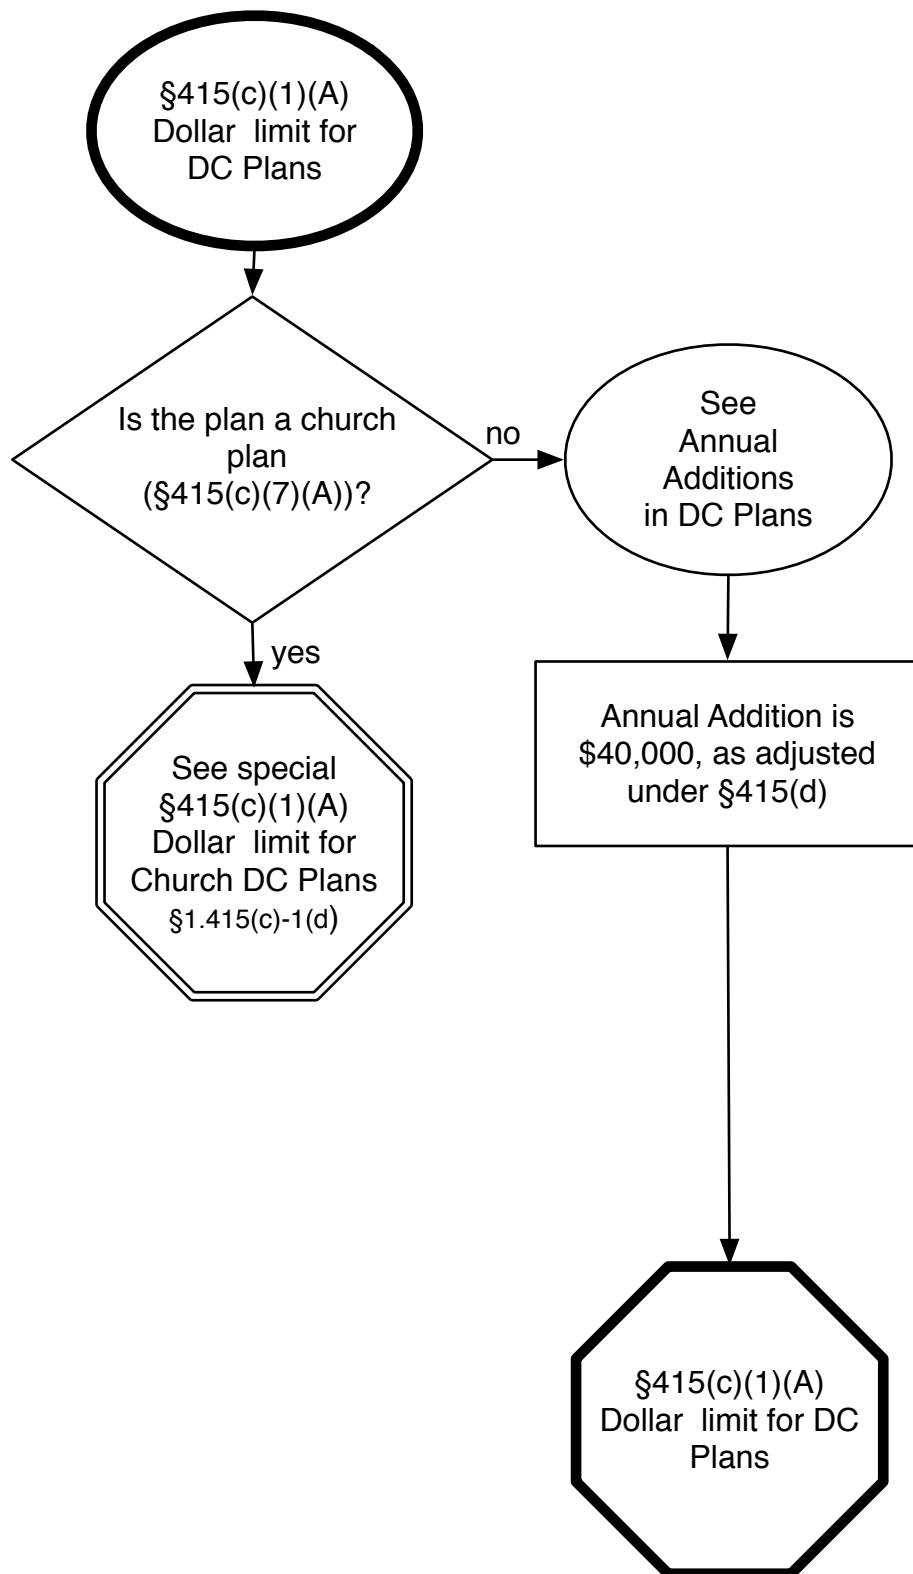 §415(c)(1)(A)
Dollar  limit for
DC Plans
Is the plan a church
plan
(§415(c)(7)(A))?
no
See
Annual
Additions
in DC Plans
yes
See special
§415(c)(1)(A)
Dollar  limit for
Church DC Plans
§1.415(c)-1(d)
Annual Addition is
$40,000, as adjusted
under §415(d)
§415(c)(1)(A)
Dollar  limit for DC
Plans